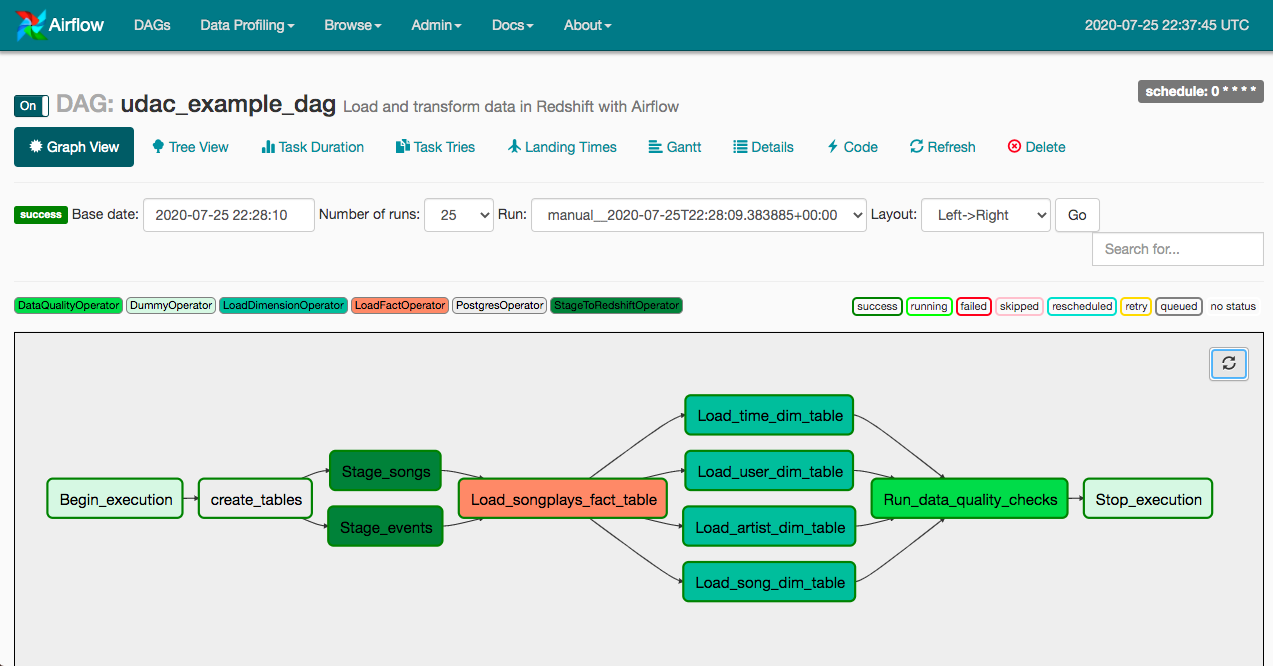 Airflow DAGs Data Profiling Browse Admin Docs About 2020-07-25 22:37:45 UTC
On DAG: udac_example_dag Load and transform data in Redshift with Airflow schedule: 0 * * * *
Graph View Tree View Task Duration Task Tries Landing Times Gantt Details Code Refresh Delete
success Base date: 2020-07-25 22:28:10 Number of runs: 25 Run: manual__2020-07-25T22:28:09.383885+00:00 Layout: Left->Right Go
Search for...
DataQualityOperator DummyOperator LoadDimensionOperator LoadFactOperator PostgresOperator StageToRedshiftOperator success running failed skipped rescheduled retry queued no status
Load_time_dim_table
Stage_songs Load_user_dim_table
Begin_execution create_tables Load_songplays_fact_table Run_data_quality_checks Stop_execution
Stage_events Load_artist_dim_table
Load_song_dim_table